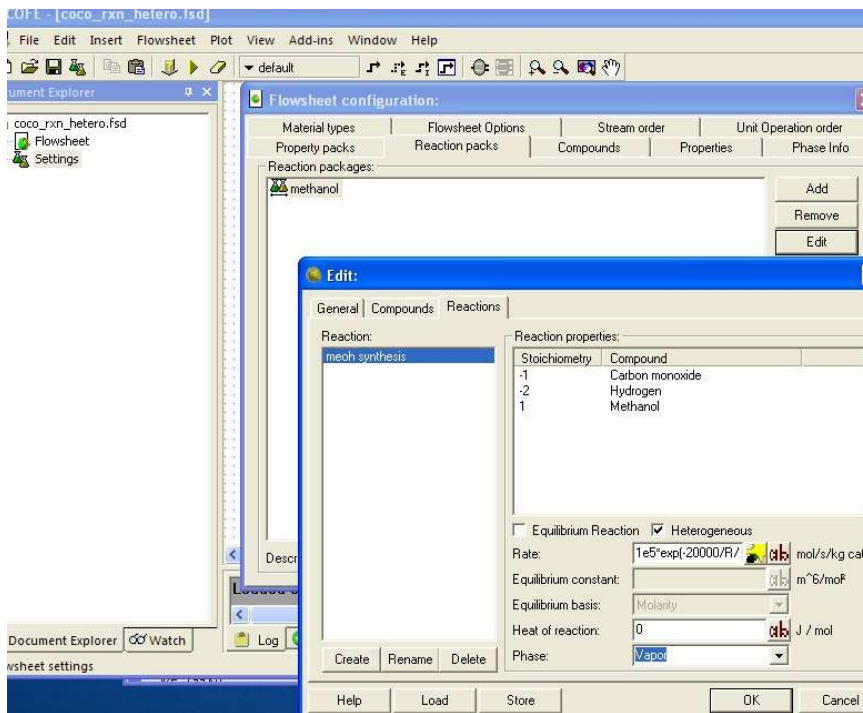 COFE - [coco_rxn_hetero.fsd]
File Edit Insert Flowsheet Plot View Add-ins Window Help
default
ument Explorer
Flowsheet configuration:
coco_rxn_hetero.fsd
Flowsheet
Settings
Material types Flowsheet Options Stream order Unit Operation order
Property packs Reaction packs Compounds Properties Phase Info
Reaction packages:
methanol
Add
Remove
Edit
Edit:
General Compounds Reactions
Reaction:
meoh synthesis
Reaction properties:
Stoichiometry Compound
-1 Carbon monoxide
-2 Hydrogen
1 Methanol
Equilibrium Reaction Heterogeneous
Rate: 1e5*exp(-20000/R/ mol/s/kg cat
Equilibrium constant: m^6/mol²
Equilibrium basis: Molarity
Heat of reaction: 0 J / mol
Phase: Vapor
Create Rename Delete
Help Load Store OK Cancel
Descr
Document Explorer Watch
Log
wsheet settings